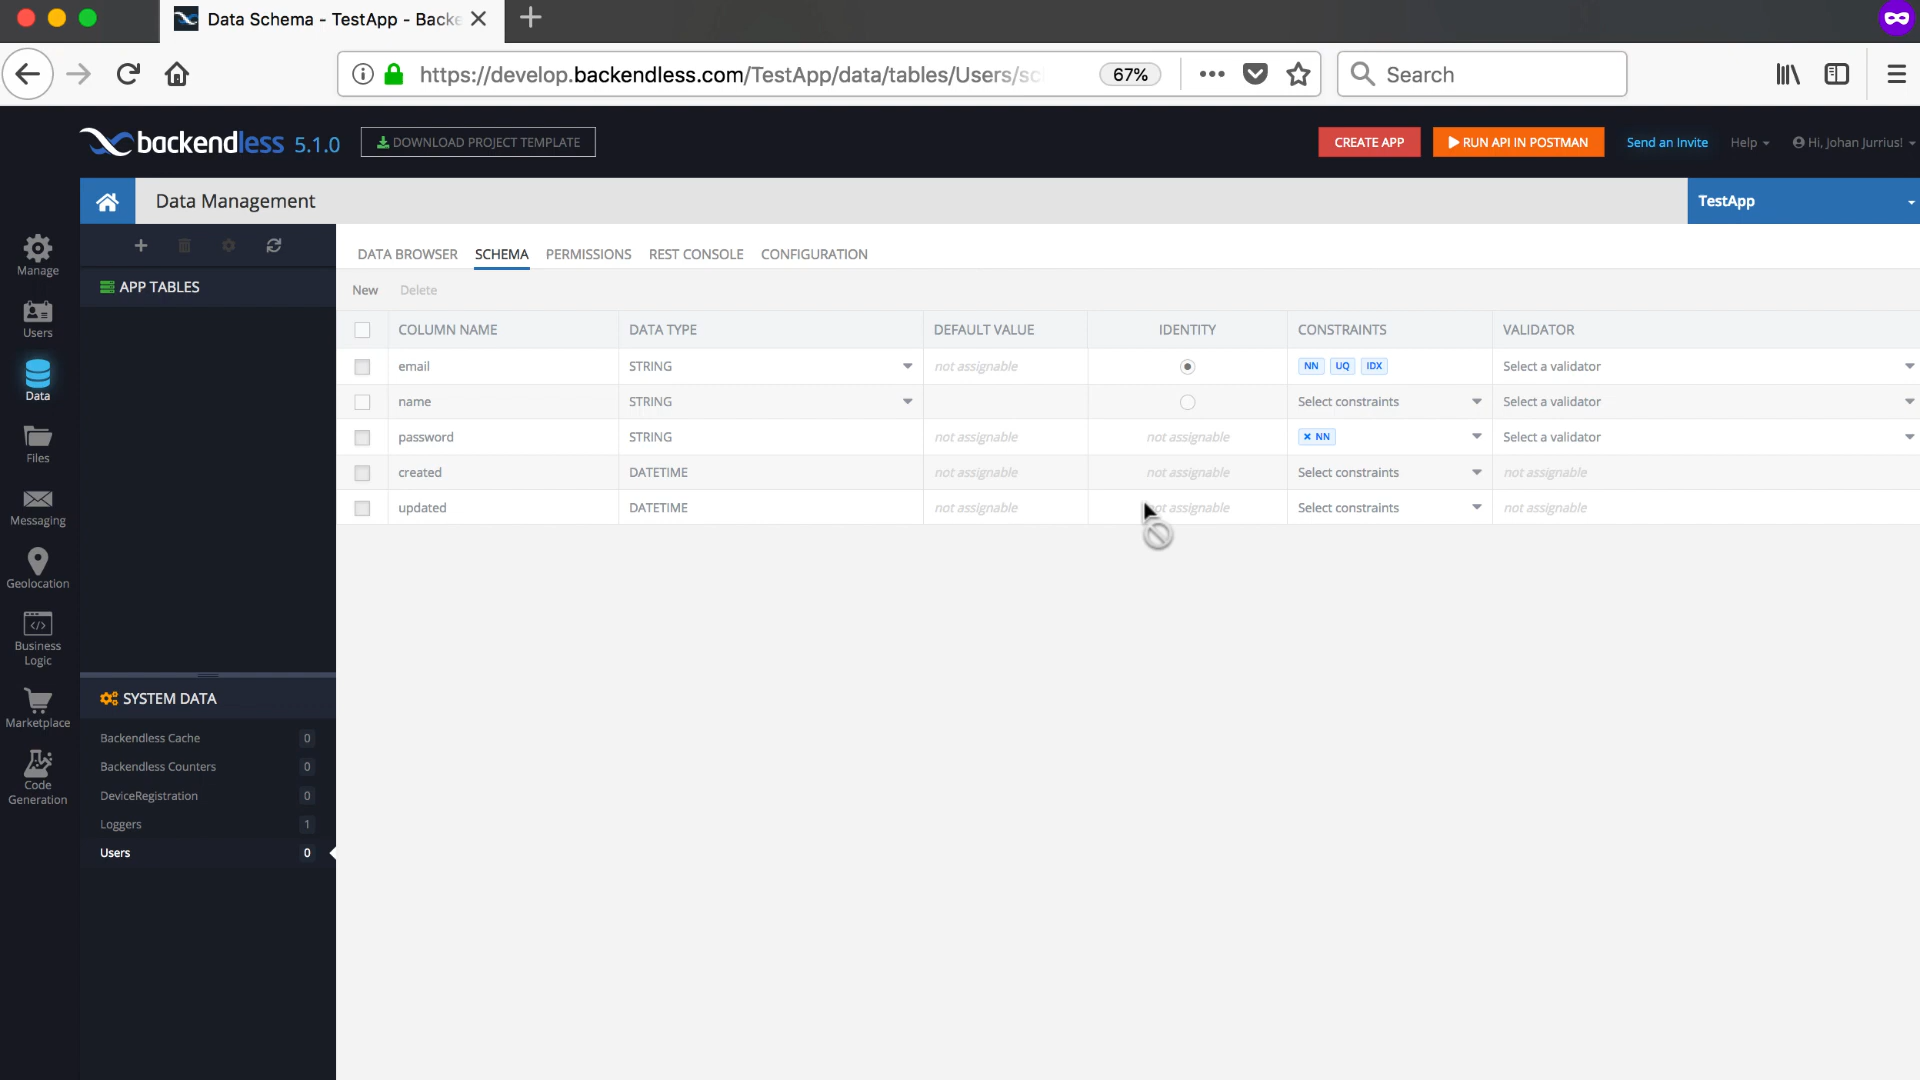 Data Schema - TestApp - Backe
https://develop.backendless.com/TestApp/data/tables/Users/sc
67%
Search
backendless 5.1.0
DOWNLOAD PROJECT TEMPLATE
CREATE APP
RUN API IN POSTMAN
Send an Invite
Help
Hi, Johan Jurrius!
Data Management
TestApp
Manage
Users
Data
Files
Messaging
Geolocation
Business
Logic
Marketplace
Code
Generation
APP TABLES
SYSTEM DATA
Backendless Cache 0
Backendless Counters 0
DeviceRegistration 0
Loggers 1
Users 0
DATA BROWSER SCHEMA PERMISSIONS REST CONSOLE CONFIGURATION
New Delete
COLUMN NAME DATA TYPE DEFAULT VALUE IDENTITY CONSTRAINTS VALIDATOR
email STRING not assignable NN UQ IDX Select a validator
name STRING Select constraints Select a validator
password STRING not assignable not assignable × NN Select a validator
created DATETIME not assignable not assignable Select constraints not assignable
updated DATETIME not assignable not assignable Select constraints not assignable